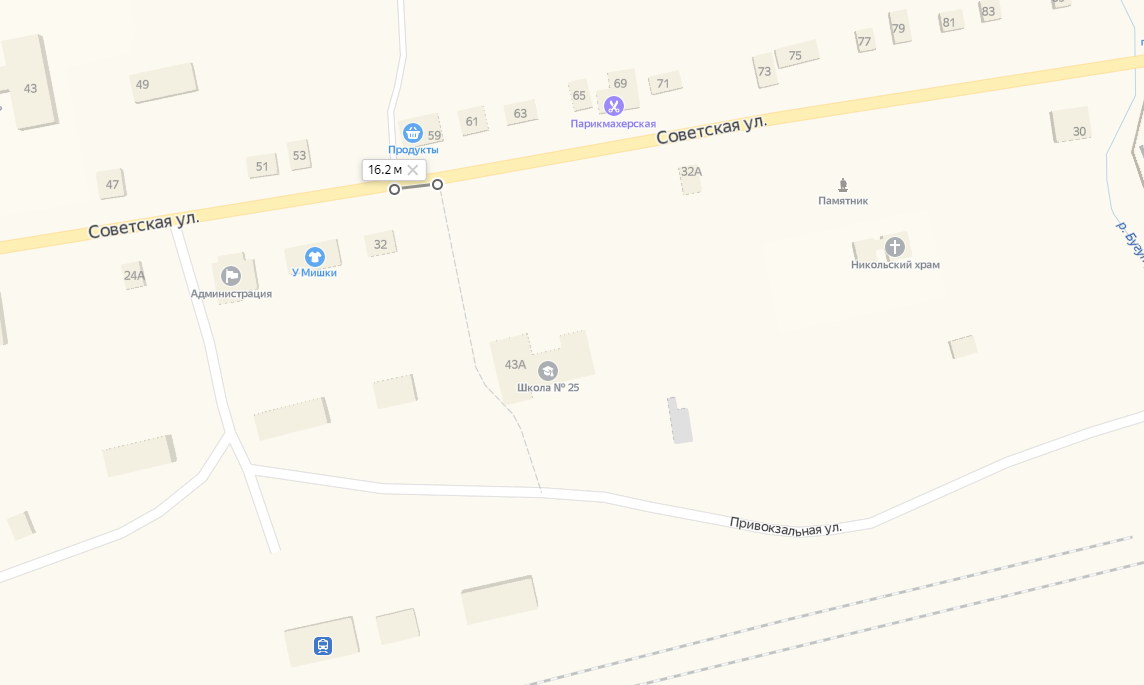 83
79
81
77
75
73
43
49
71
69
65
63
Парикмахерская
61
59
Продукты
Советская ул.
30
53
51
16.2 м
47
32А
Памятник
Советская ул.
32
24А
У Мишки
Администрация
Никольский храм
43А
Школа № 25
Привокзальная ул.